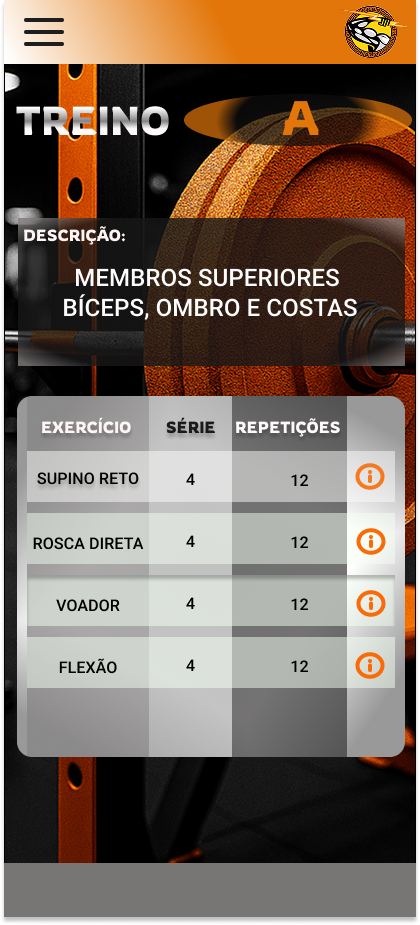 TREINO A
DESCRIÇÃO:
MEMBROS SUPERIORES
BÍCEPS, OMBRO E COSTAS
EXERCÍCIO SÉRIE REPETIÇÕES
SUPINO RETO 4 12
ROSCA DIRETA 4 12
VOADOR 4 12
FLEXÃO 4 12